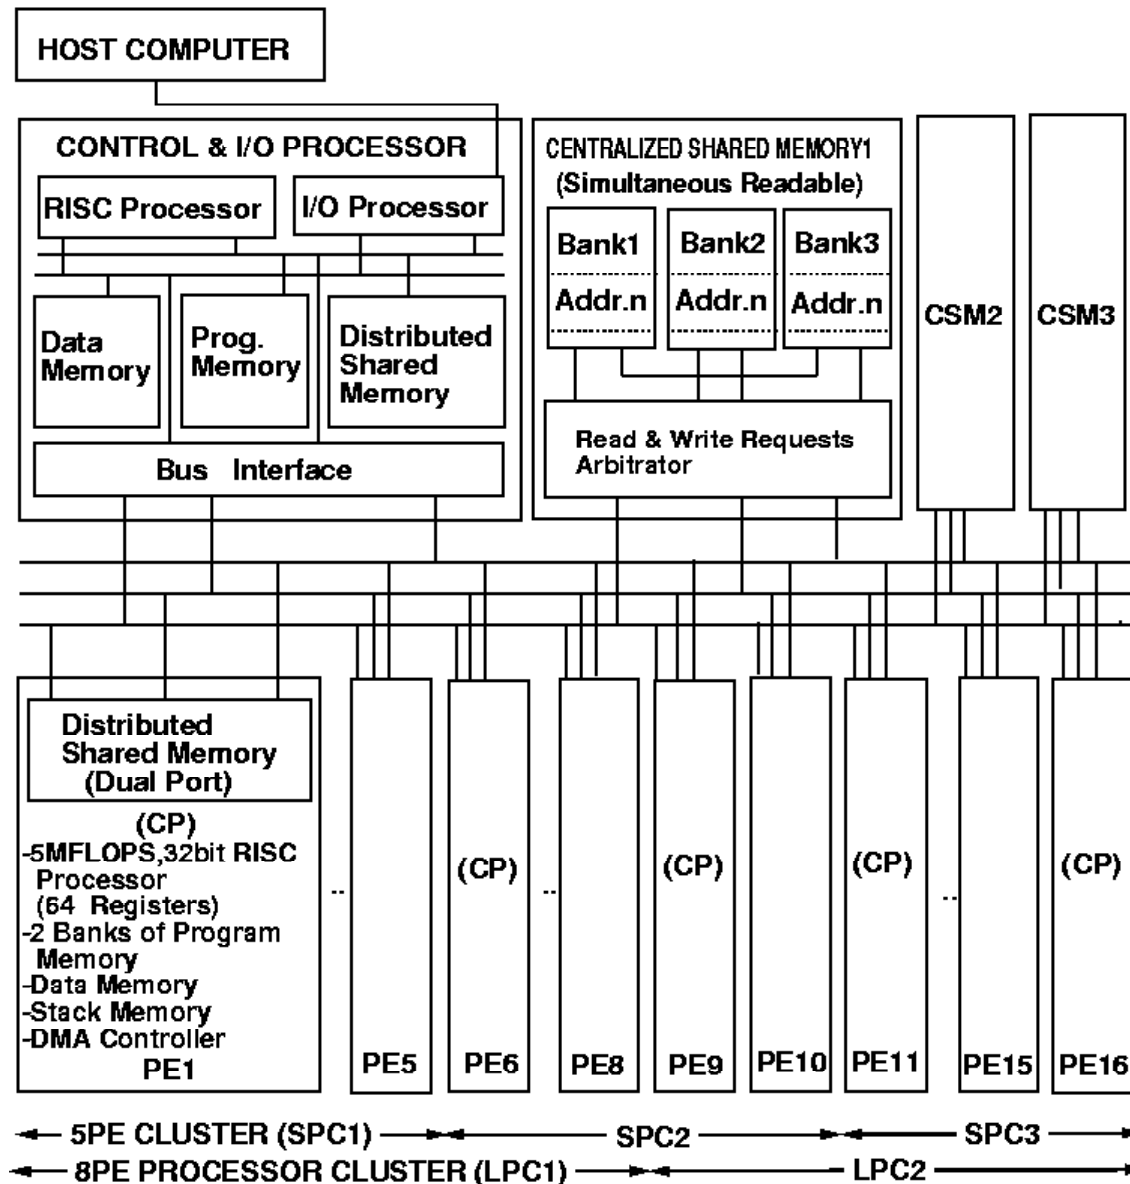 HOST COMPUTER
CONTROL & I/O PROCESSOR
RISC Processor
I/O Processor
Data
Memory
Prog.
Memory
Distributed
Shared
Memory
Bus Interface
CENTRALIZED SHARED MEMORY1
(Simultaneous Readable)
Bank1
Addr.n
Bank2
Addr.n
Bank3
Addr.n
Read & Write Requests
Arbitrator
CSM2
CSM3
Distributed
Shared Memory
(Dual Port)
(CP)
-5MFLOPS,32bit RISC
Processor
(64 Registers)
-2 Banks of Program
Memory
-Data Memory
-Stack Memory
-DMA Controller
PE1
..
PE5
(CP)
PE6
..
PE8
(CP)
PE9
PE10
(CP)
PE11
..
PE15
(CP)
PE16
5PE CLUSTER (SPC1)
SPC2
SPC3
8PE PROCESSOR CLUSTER (LPC1)
LPC2